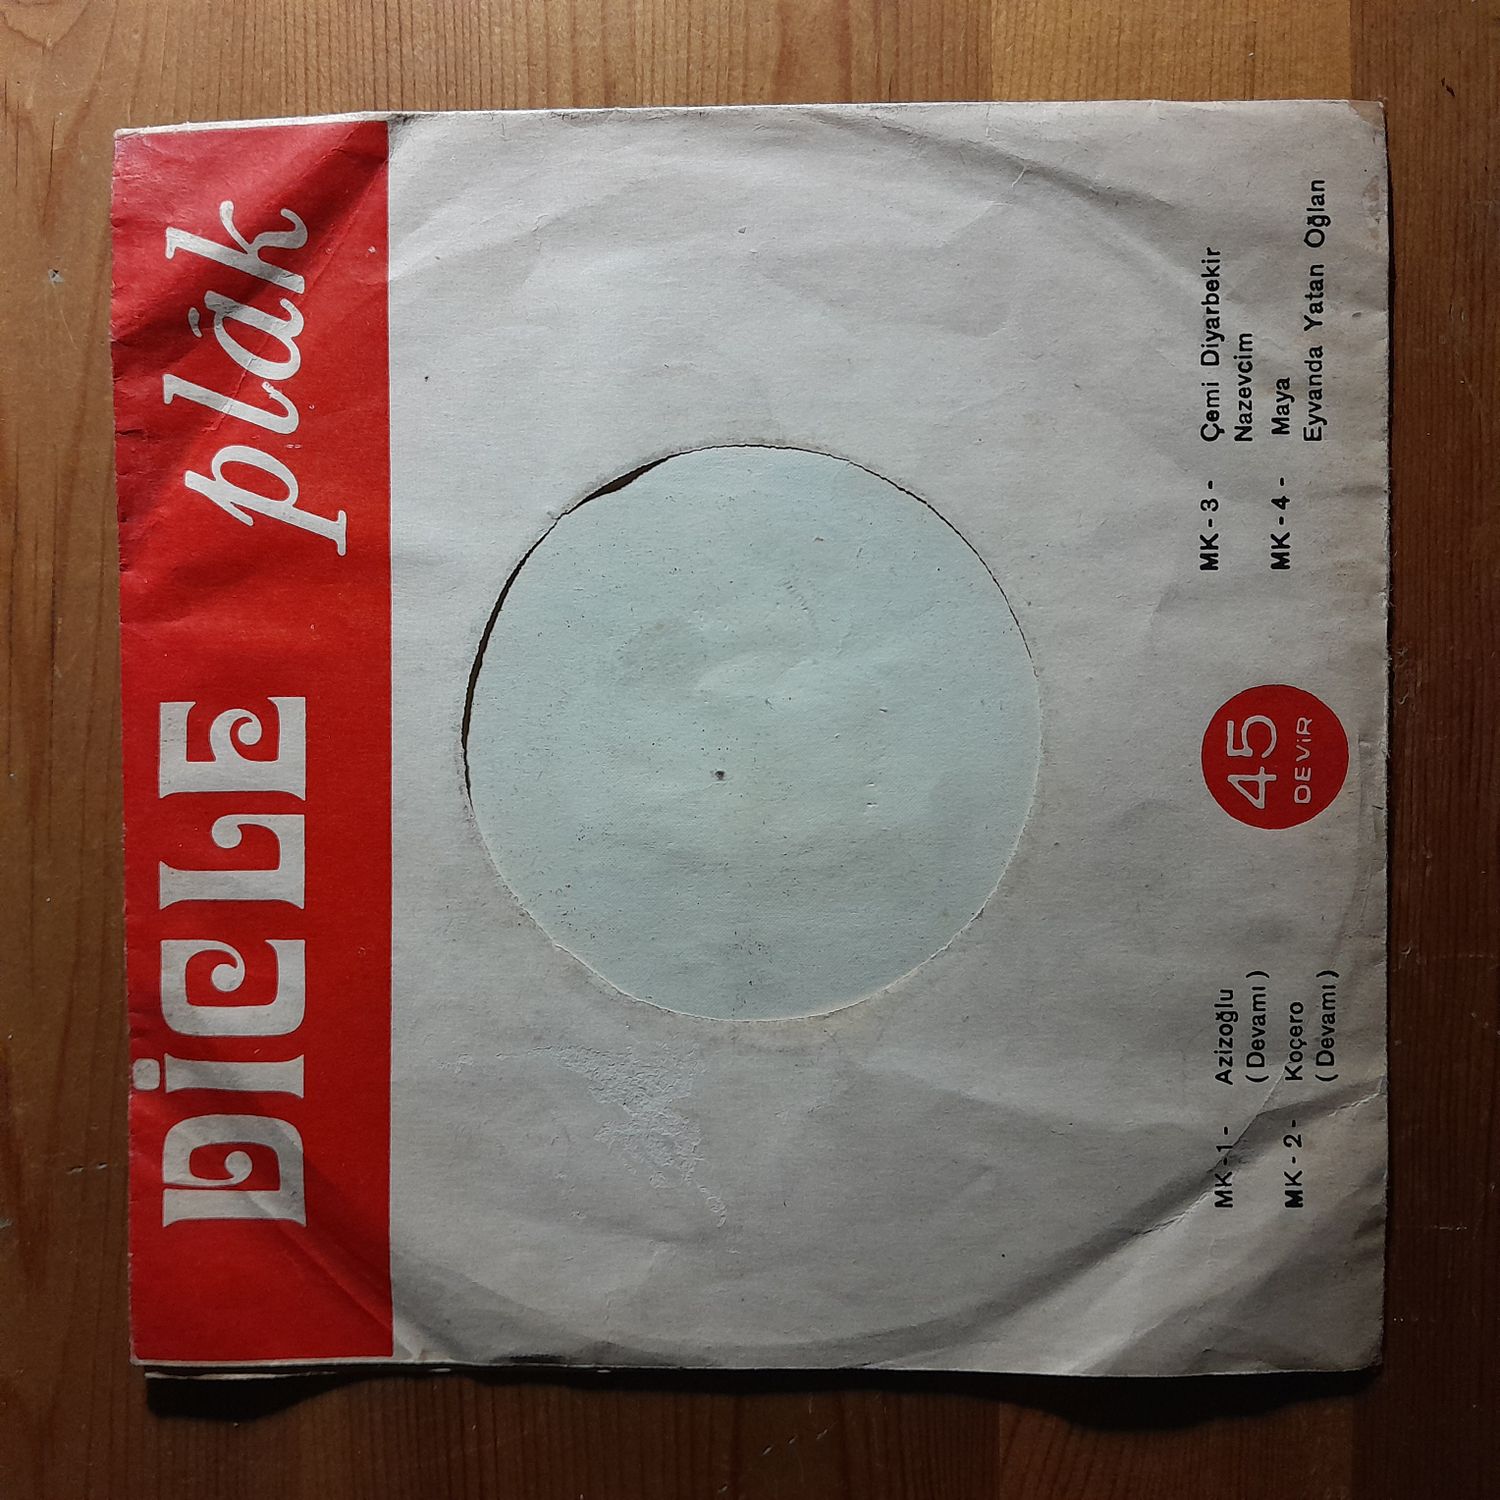 DİCLE plâk
MK - 1 - Azizoğlu
(Devamı)
MK - 2 - Koçero
(Devamı)
45
DEVİR
MK - 3 - Çemi Diyarbekir
Nazevcim
MK - 4 - Maya
Eyvanda Yatan Oğlan